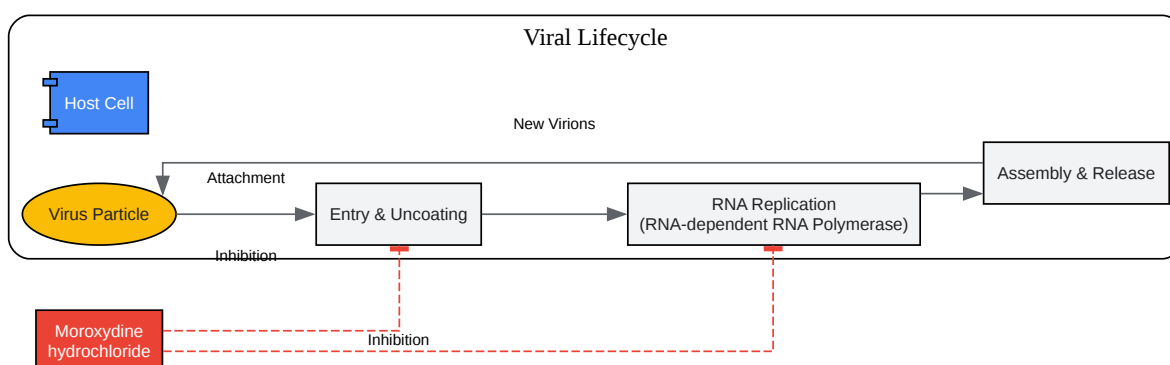 Viral Lifecycle
Host Cell
New Virions
Attachment
Assembly & Release
Virus Particle
Entry & Uncoating
RNA Replication
(RNA-dependent RNA Polymerase)
Inhibition
Moroxydine
hydrochloride
Inhibition